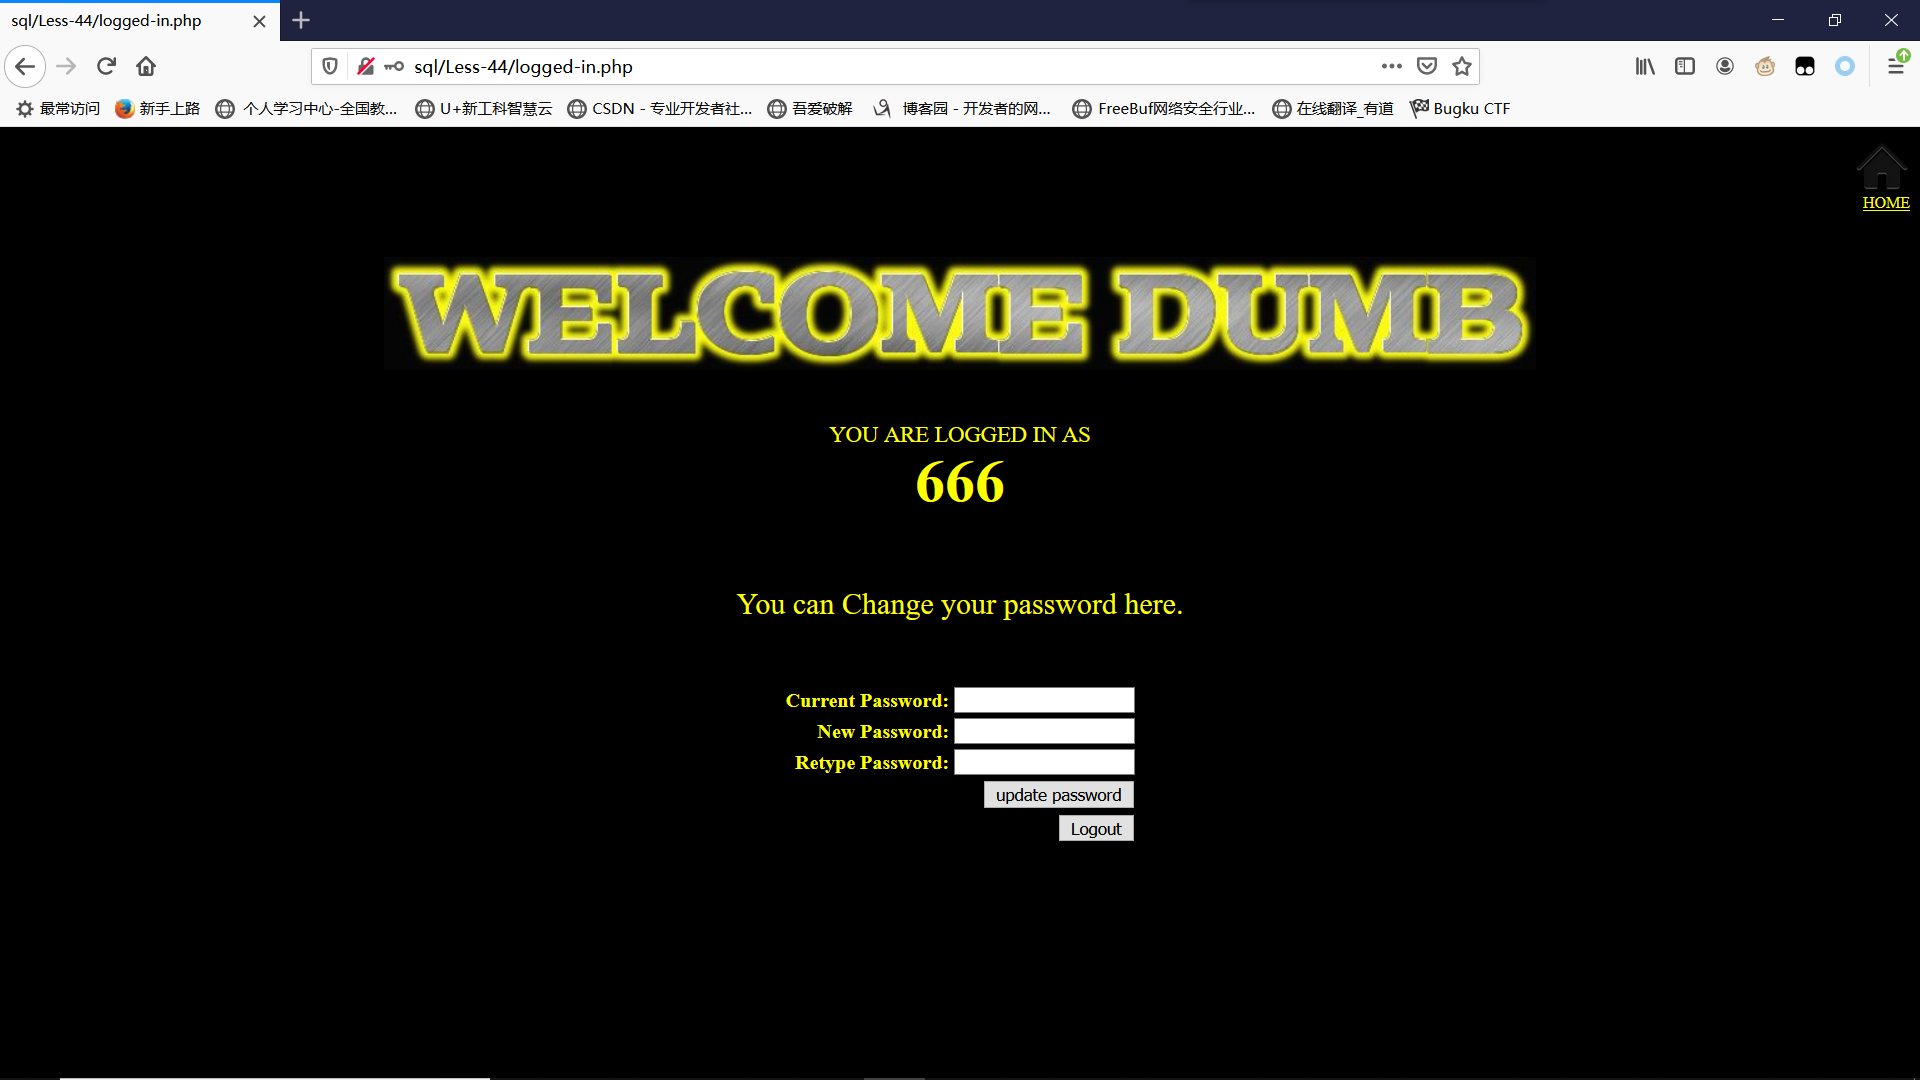 sql/Less-44/logged-in.php
sql/Less-44/logged-in.php
最常访问 新手上路 个人学习中心-全国教... U+新工科智慧云 CSDN - 专业开发者社... 吾爱破解 博客园 - 开发者的网... FreeBuf网络安全行业... 在线翻译_有道 Bugku CTF
HOME
WELCOME DUMB
YOU ARE LOGGED IN AS
666
You can Change your password here.
Current Password:
New Password:
Retype Password:
update password
Logout